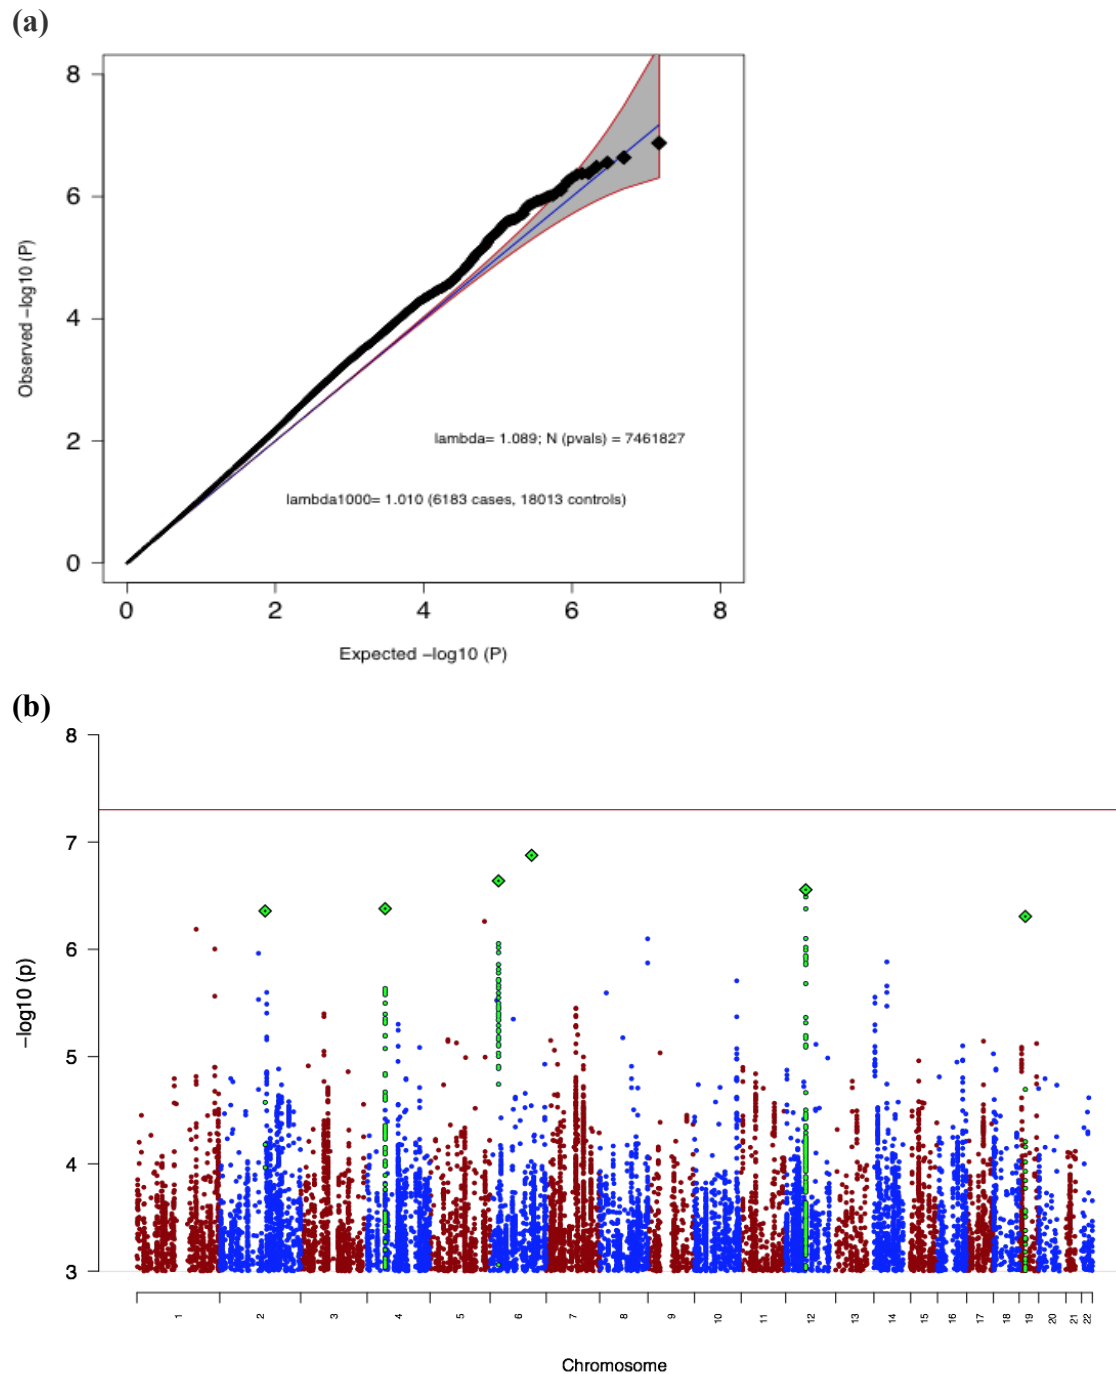 (a)
8
6
4
2
0
Observed −log10 (P)
lambda= 1.089; N (pvals) = 7461827
lambda1000= 1.010 (6183 cases, 18013 controls)
0 2 4 6 8
Expected −log10 (P)
(b)
8
7
6
5
4
3
−log10 (p)
1 2 3 4 5 6 7 8 9 10 11 12 13 14 15 16 17 18 19 20 21 22
Chromosome